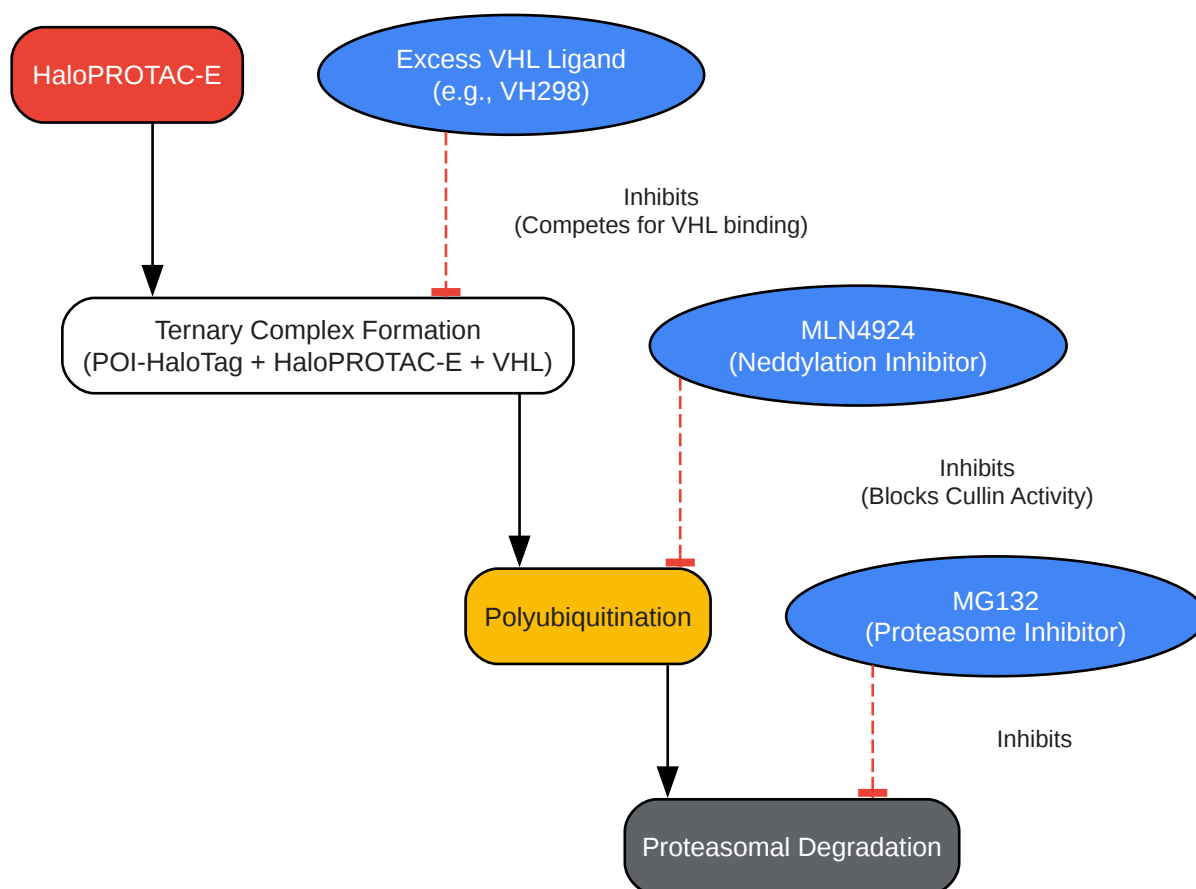 HaloPROTAC-E
Excess VHL Ligand
(e.g., VH298)
Inhibits
(Competes for VHL binding)
Ternary Complex Formation
(POI-HaloTag + HaloPROTAC-E + VHL)
MLN4924
(Neddylation Inhibitor)
Inhibits
(Blocks Cullin Activity)
Polyubiquitination
MG132
(Proteasome Inhibitor)
Inhibits
Proteasomal Degradation